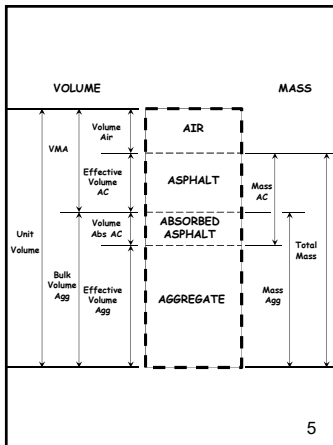 VOLUME
MASS
Volume
Air
AIR
VMA
Effective
Volume
AC
ASPHALT
Mass
AC
Volume
Abs AC
ABSORBED
ASPHALT
Unit
Volume
Total
Mass
Bulk
Volume
Agg
Effective
Volume
Agg
AGGREGATE
Mass
Agg
5